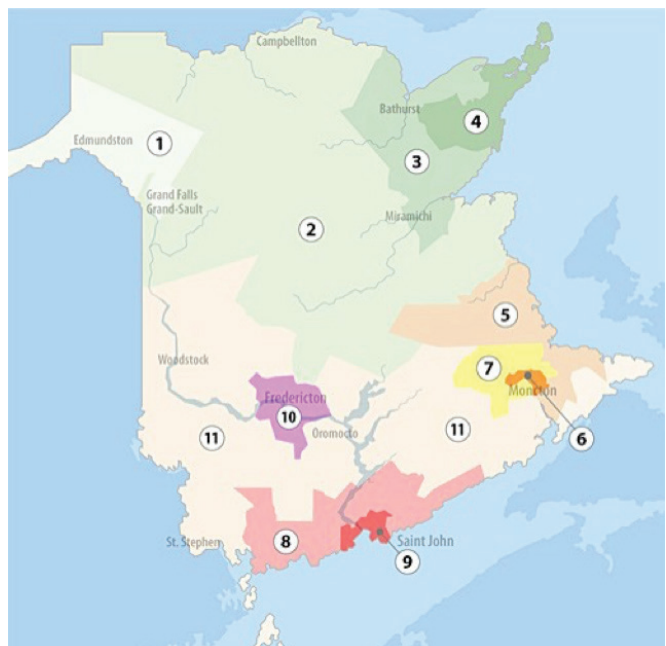 Campbellton
Bathurst
4
Edmundston
1
3
Grand Falls
Grand-Sault
Miramichi
2
5
Woodstock
7
Fredericton
Moncton
10
Oromocto
11
11
6
St. Stephen
8
Saint John
9